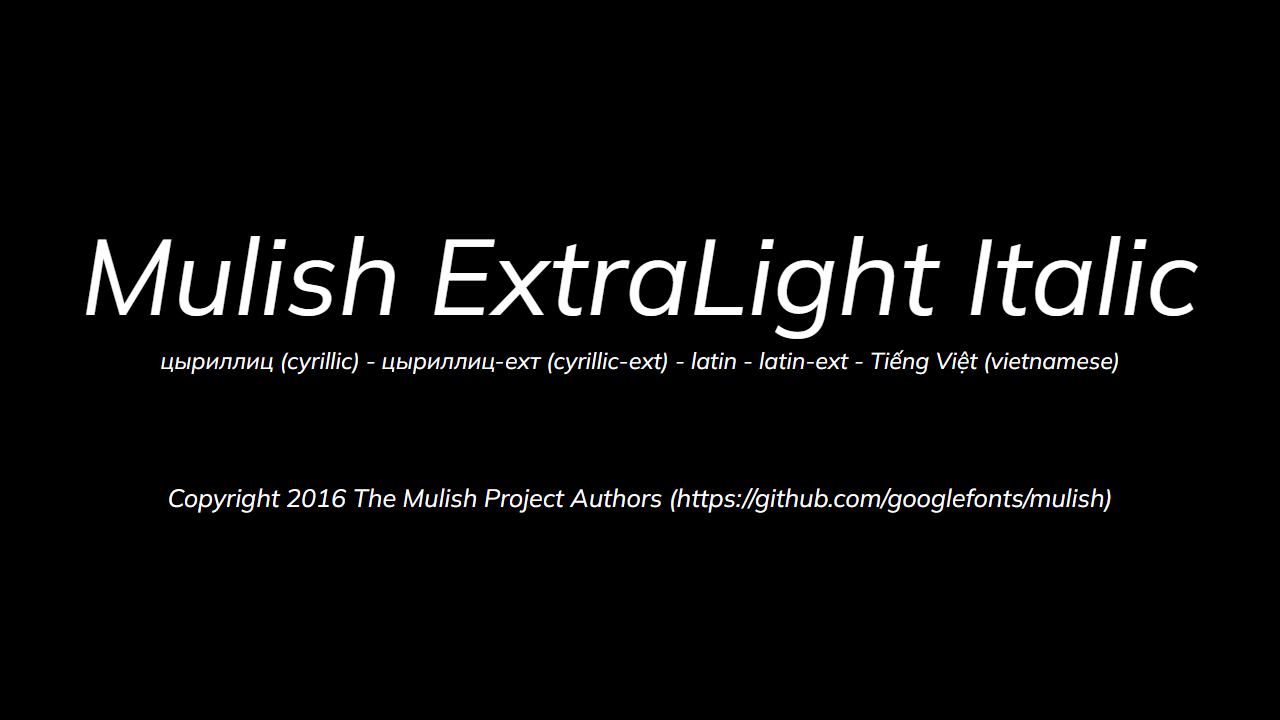 Mulish ExtraLight Italic
цыриллиц (cyrillic) - цыриллиц-ехт (cyrillic-ext) - latin - latin-ext - Tiếng Việt (vietnamese)
Copyright 2016 The Mulish Project Authors (https://github.com/googlefonts/mulish)